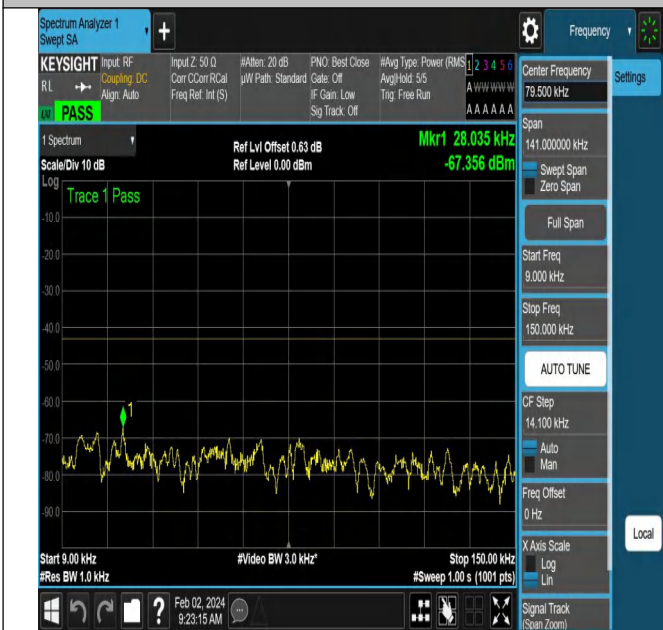 Spectrum Analyzer 1
Swept SA
+
Frequency
KEYSIGHT
RL
LXI
PASS
Input: RF
Coupling: DC
Align: Auto
Input Z: 50 Ω
Corr CCorr RCal
Freq Ref: Int (S)
#Atten: 20 dB
µW Path: Standard
PNO: Best Close
Gate: Off
IF Gain: Low
Sig Track: Off
#Avg Type: Power (RMS
Avg|Hold: 5/5
Trig: Free Run
1 2 3 4 5 6
A W W W W W
A A A A A A
1 Spectrum
Scale/Div 10 dB
Ref Lvl Offset 0.63 dB
Ref Level 0.00 dBm
Mkr1 28.035 kHz
-67.356 dBm
Log
Trace 1 Pass
-10.0
-20.0
-30.0
-40.0
-50.0
-60.0
1
-70.0
-80.0
-90.0
Start 9.00 kHz
#Res BW 1.0 kHz
#Video BW 3.0 kHz*
Stop 150.00 kHz
#Sweep 1.00 s (1001 pts)
?
Feb 02, 2024
9:23:15 AM
Center Frequency
79.500 kHz
Settings
Span
141.000000 kHz
Swept Span
Zero Span
Full Span
Start Freq
9.000 kHz
Stop Freq
150.000 kHz
AUTO TUNE
CF Step
14.100 kHz
Auto
Man
Freq Offset
0 Hz
X Axis Scale
Log
Lin
Signal Track
(Span Zoom)
Local